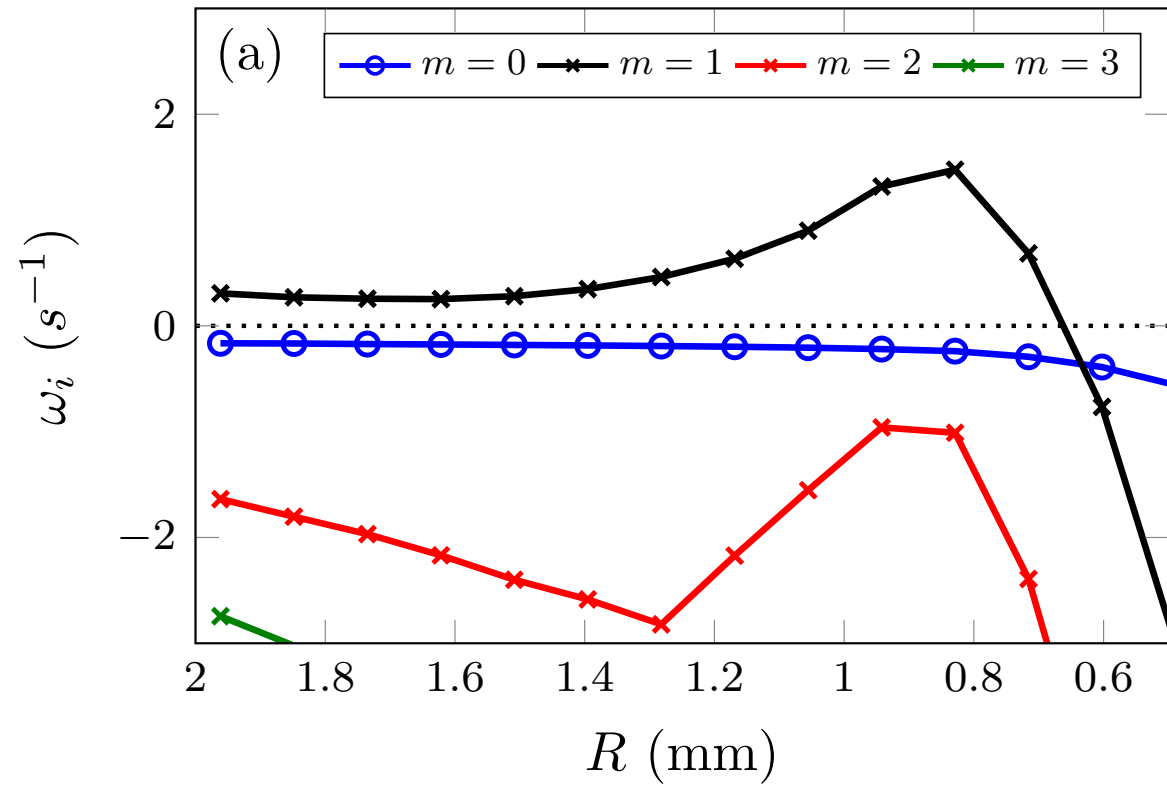 (a)
m = 0 m = 1 m = 2 m = 3
2
0
−2
ω_i (s^{−1})
2 1.8 1.6 1.4 1.2 1 0.8 0.6
R (mm)